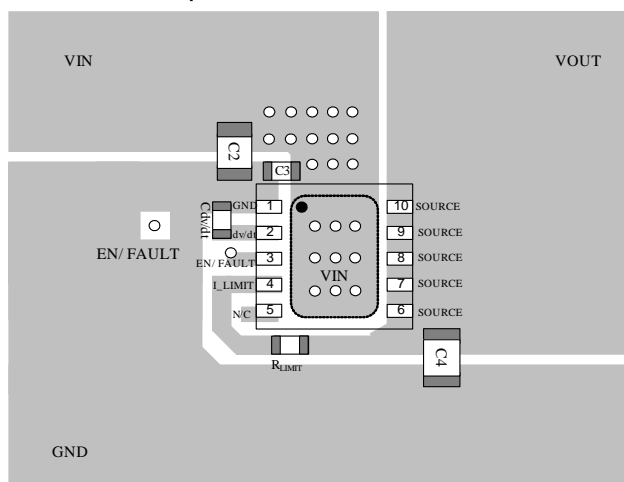 VIN
VOUT
C2
C3
GND
1
10
SOURCE
Cdv/dt
dv/dt
2
9
SOURCE
EN/ FAULT
EN/ FAULT
3
8
SOURCE
VIN
I_LIMIT
4
7
SOURCE
N/C
5
6
SOURCE
RLIMIT
C4
GND